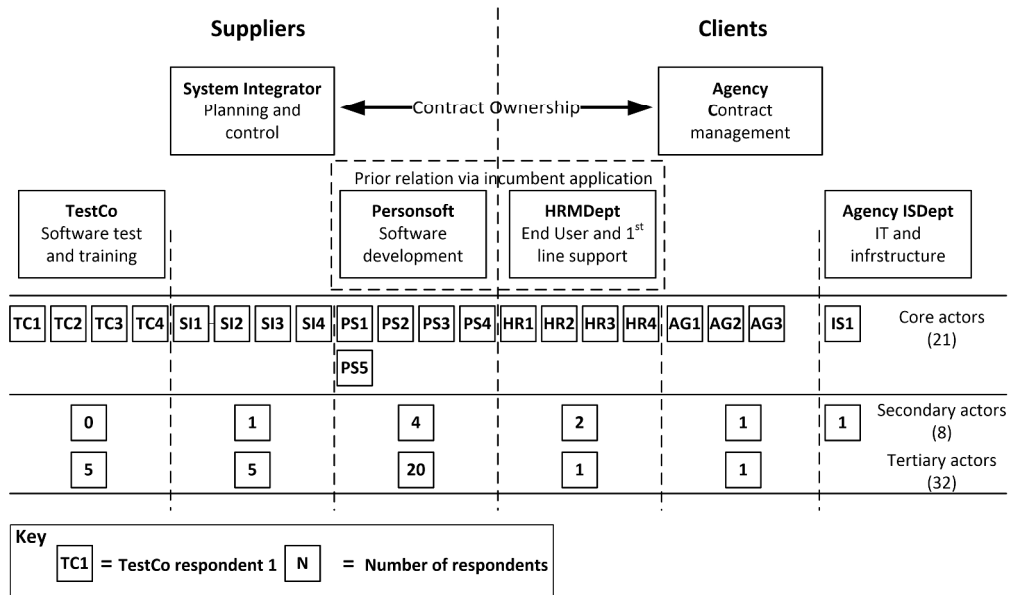 Suppliers
Clients
System Integrator
Planning and
control
Contract Ownership
Agency
Contract
management
Prior relation via incumbent application
TestCo
Software test
and training
Personsoft
Software
development
HRMDept
End User and 1st
line support
Agency ISDept
IT and
infrstructure
TC1 TC2 TC3 TC4 SI1 SI2 SI3 SI4 PS1 PS2 PS3 PS4 HR1 HR2 HR3 HR4 AG1 AG2 AG3 IS1
Core actors
(21)
PS5
0 1 4 2 1 1
Secondary actors
(8)
5 5 20 1 1
Tertiary actors
(32)
Key
TC1 = TestCo respondent 1 N = Number of respondents